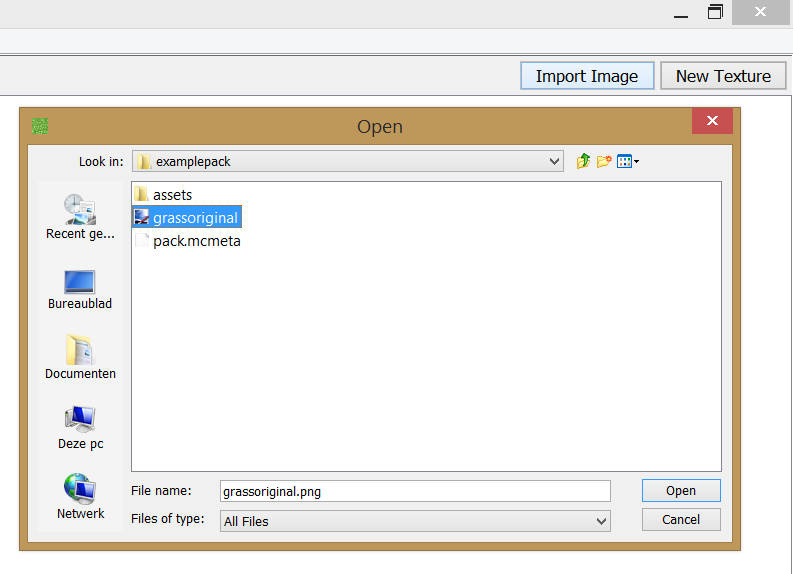 Import Image
New Texture
Open
Look in:
examplepack
Recent ge...
Bureaublad
Documenten
Deze pc
Netwerk
assets
grassoriginal
pack.mcmeta
File name:
grassoriginal.png
Open
Files of type:
All Files
Cancel